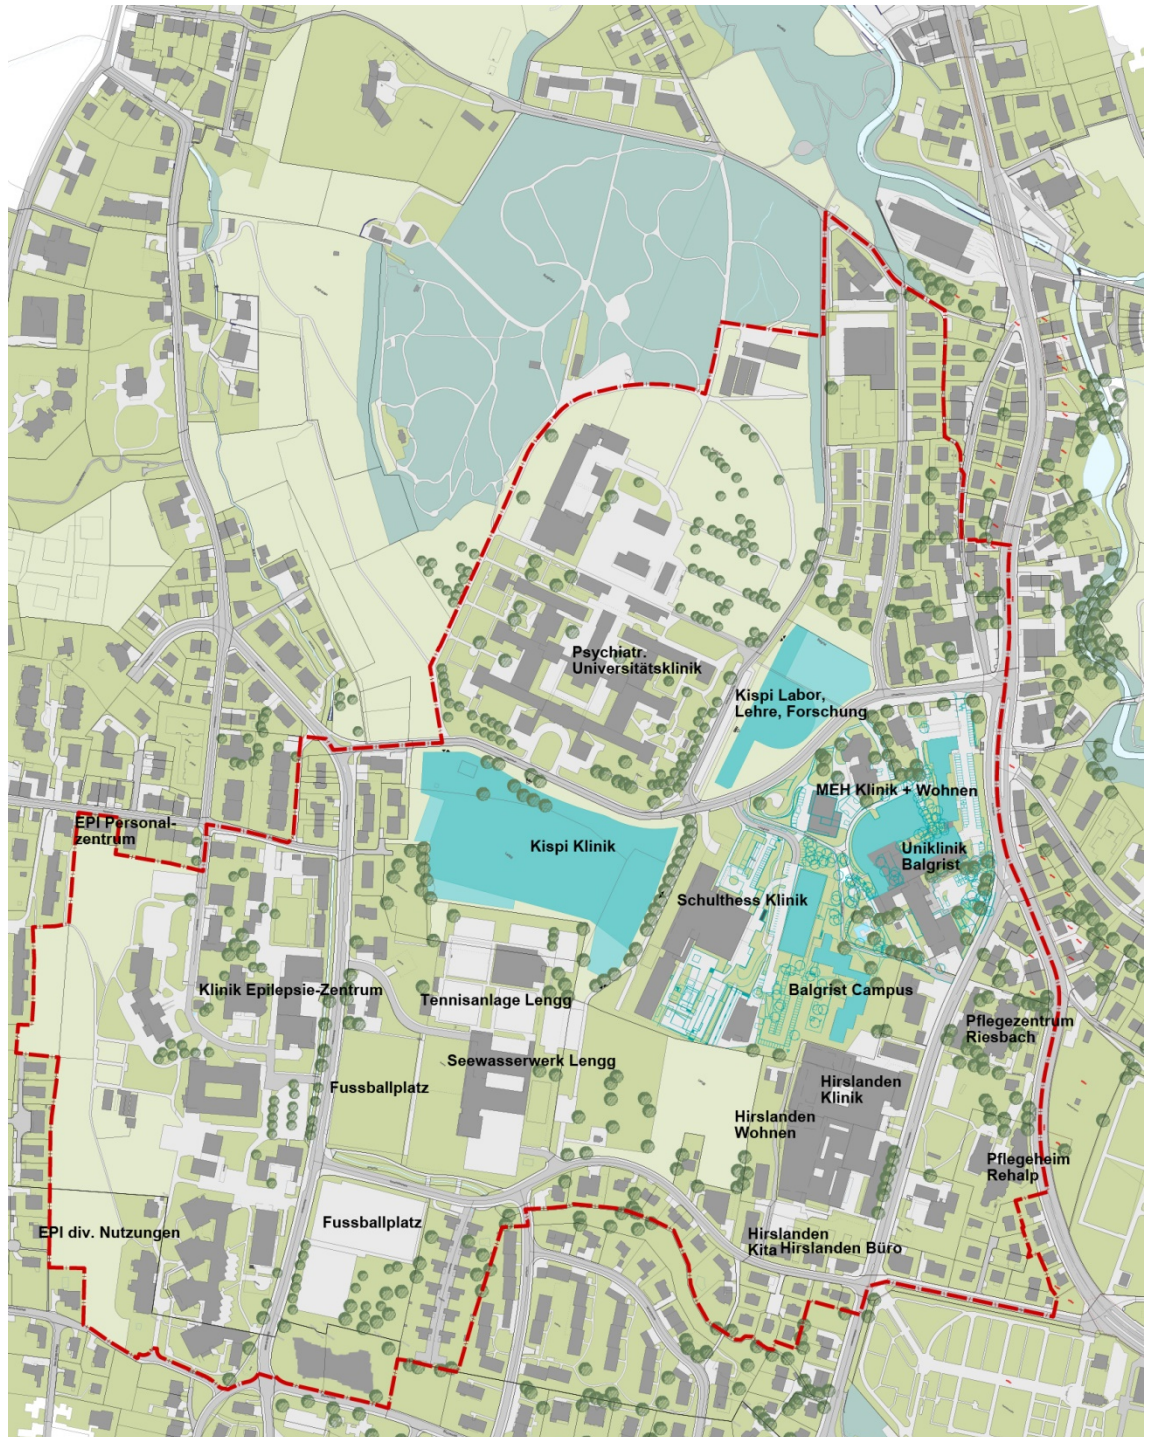 Psychiatr.
Universitätsklinik
Kispi Labor,
Lehre, Forschung
MEH Klinik + Wohnen
EPI Personal-
zentrum
Kispi Klinik
Uniklinik
Balgrist
Schulthess Klinik
Klinik Epilepsie-Zentrum
Tennisanlage Lengg
Balgrist Campus
Pflegezentrum
Riesbach
Seewasserwerk Lengg
Fussballplatz
Hirslanden
Klinik
Hirslanden
Wohnen
Pflegeheim
Rehalp
EPI div. Nutzungen
Fussballplatz
Hirslanden
Kita
Hirslanden Büro